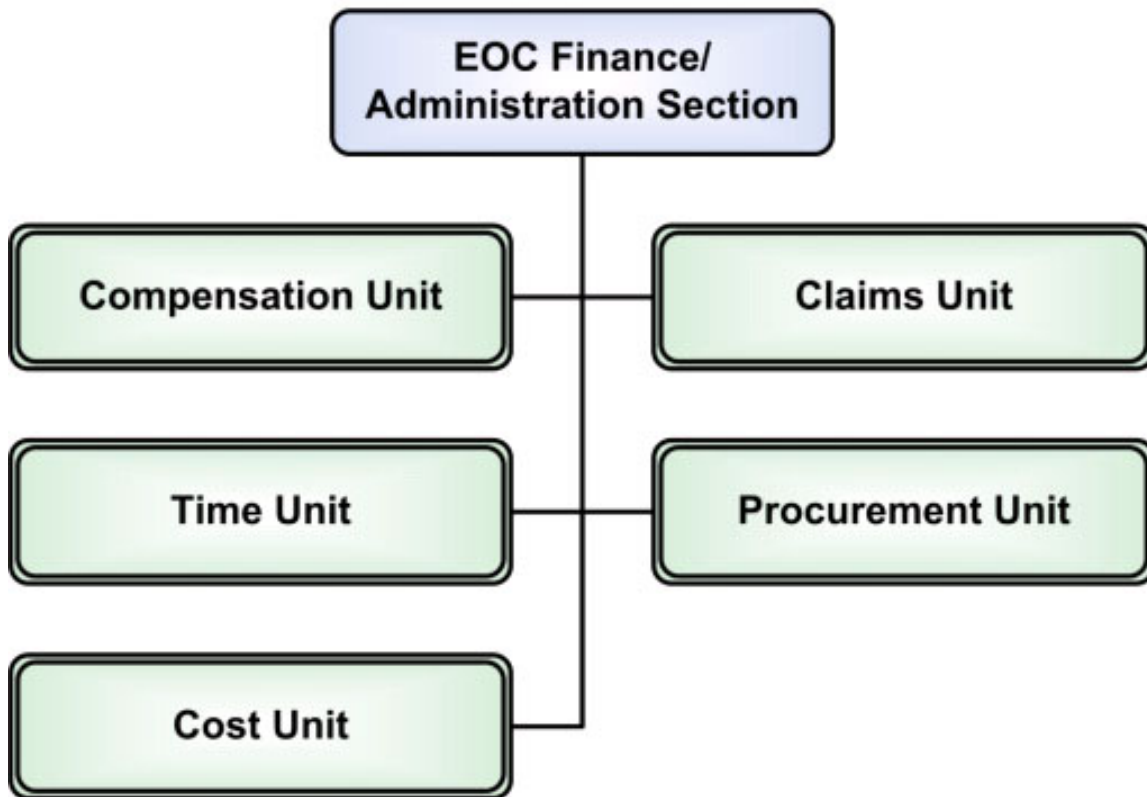 EOC Finance/
Administration Section
Compensation Unit
Claims Unit
Time Unit
Procurement Unit
Cost Unit